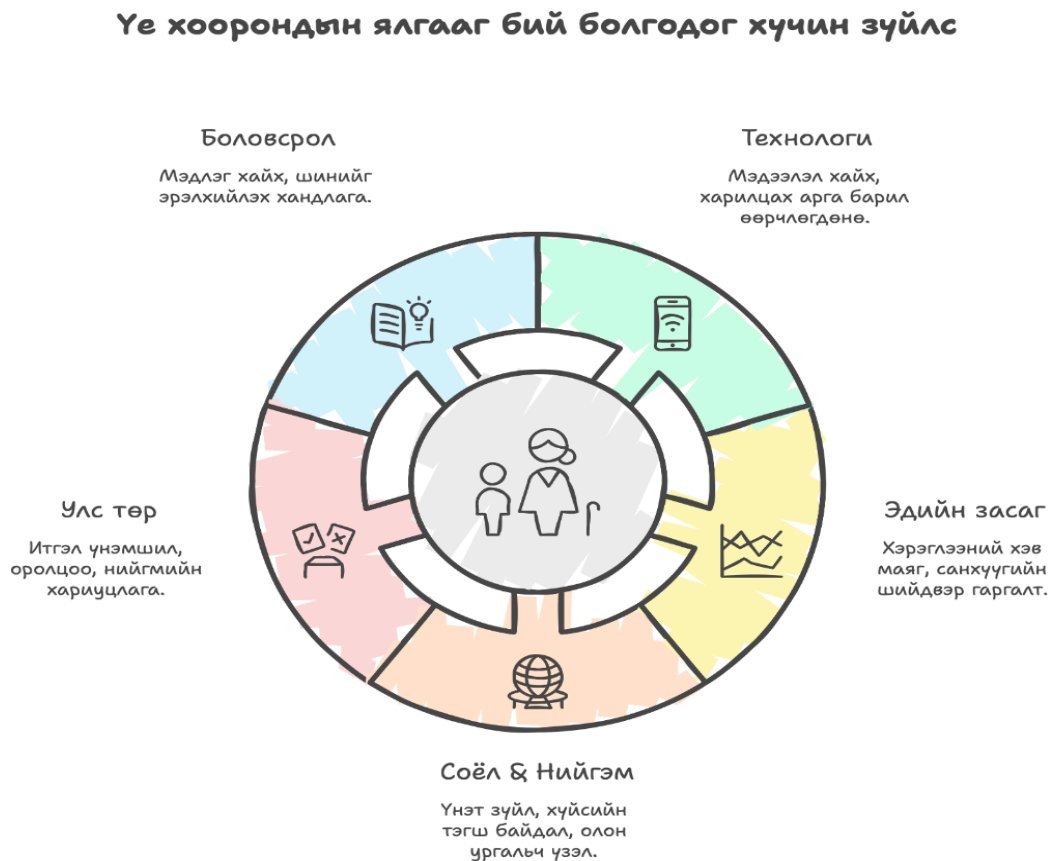 Үе хоорондын ялгааг бий болгодог хүчин зүйлс
Боловсрол
Мэдлэг хайх, шинийг
эрэлхийлэх хандлага.
Технологи
Мэдээлэл хайх,
харилцах арга барил
өөрчлөгдөнө.
Улс төр
Итгэл үнэмшил,
оролцоо, нийгмийн
хариуцлага.
Эдийн засаг
Хэрэглээний хэв
маяг, санхүүгийн
шийдвэр гаргалт.
Соёл & Нийгэм
Үнэт зүйл, хүйсийн
тэгш байдал, олон
ургальч үзэл.